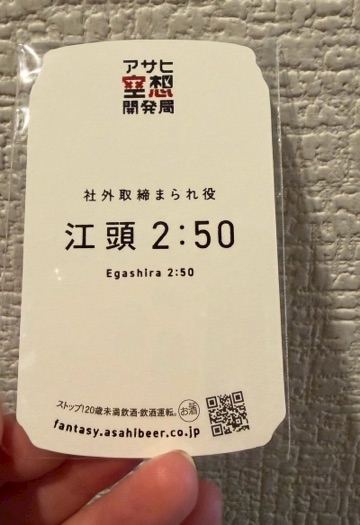 アサヒ
空想
開発局
社外取締まられ役
江頭 2:50
Egashira 2:50
ストップ!20歳未満飲酒・飲酒運転。 お酒
fantasy.asahibeer.co.jp